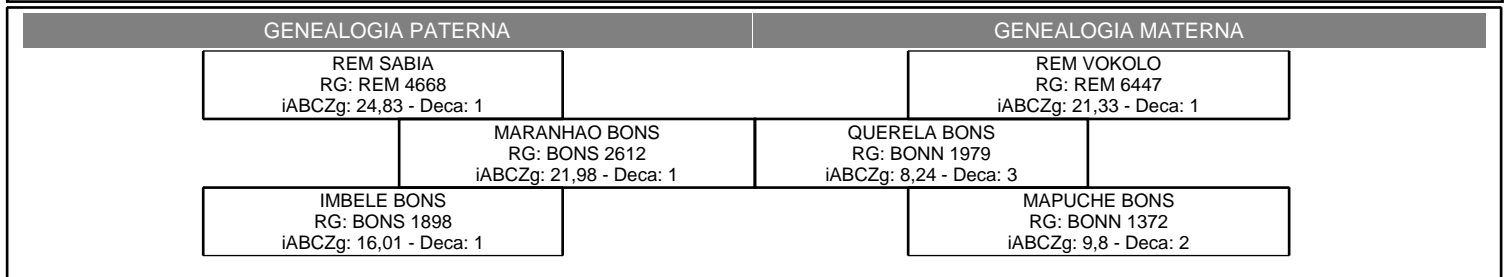 GENEALOGIA PATERNA
GENEALOGIA MATERNA
REM SABIA
RG: REM 4668
iABCZg: 24,83 - Deca: 1
REM VOKOLO
RG: REM 6447
iABCZg: 21,33 - Deca: 1
MARANHAO BONS
RG: BONS 2612
iABCZg: 21,98 - Deca: 1
QUERELA BONS
RG: BONN 1979
iABCZg: 8,24 - Deca: 3
IMBELE BONS
RG: BONS 1898
iABCZg: 16,01 - Deca: 1
MAPUCHE BONS
RG: BONN 1372
iABCZg: 9,8 - Deca: 2